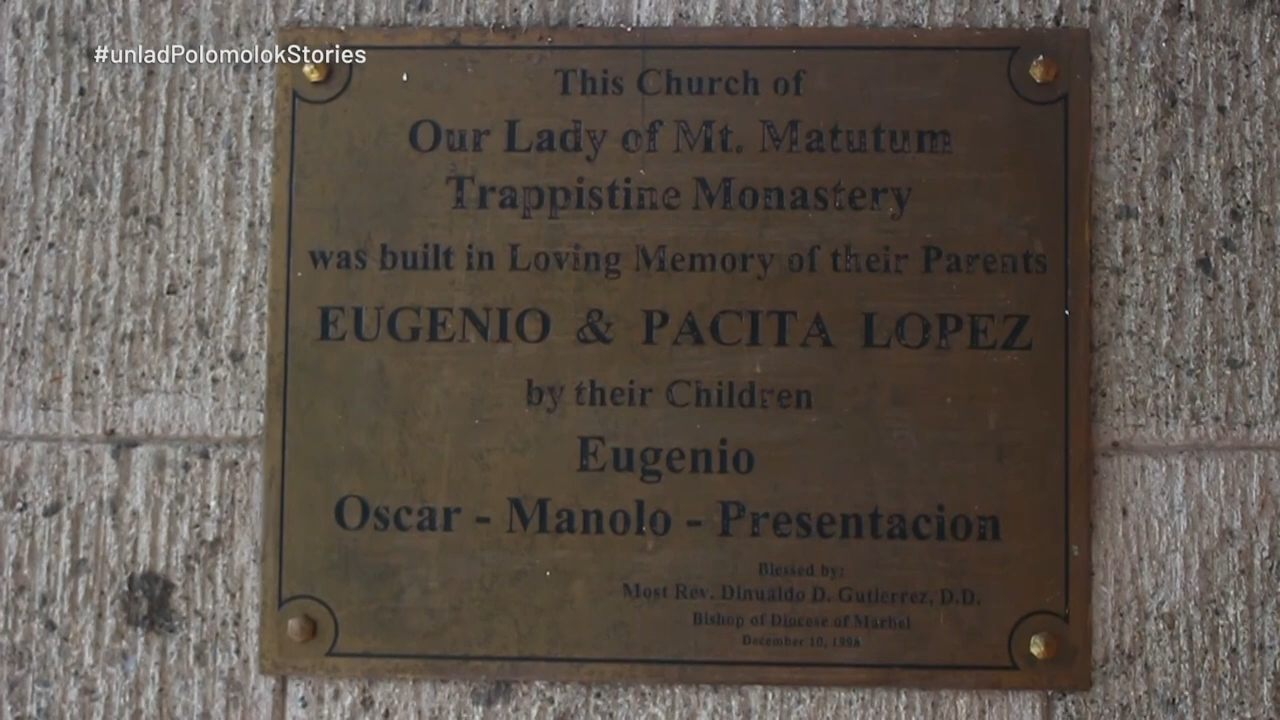 #unladPolomolokStories
This Church of
Our Lady of Mt. Matutum
Trappistine Monastery
was built in Loving Memory of their Parents
EUGENIO & PACITA LOPEZ
by their Children
Eugenio
Oscar - Manolo - Presentacion
Blessed by:
Most Rev. Dinualdo D. Gutierrez, D.D.
Bishop of Diocese of Marbel
December 10,